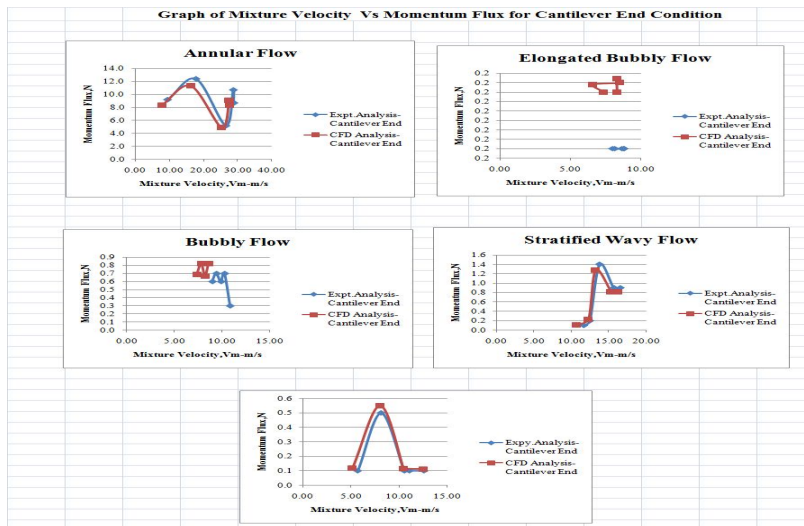 Graph of Mixture Velocity Vs Momentum Flux for Cantilever End Condition
Annular Flow
Momentum Flux,N
14.0
12.0
10.0
8.0
6.0
4.0
2.0
0.0
0.00 10.00 20.00 30.00 40.00
Mixture Velocity,Vm-m/s
Expt.Analysis-
Cantilever End
CFD Analysis-
Cantilever End
Elongated Bubbly Flow
Momentum Flux,N
0.2
0.2
0.2
0.2
0.2
0.2
0.2
0.2
0.2
0.2
0.00 5.00 10.00
Mixture Velocity,Vm-m/s
Expt.Analysis-
Cantilever End
CFD Analysis-
Cantilever End
Bubbly Flow
Momentum Flux,N
0.9
0.8
0.7
0.6
0.5
0.4
0.3
0.2
0.1
0.0
0.00 5.00 10.00 15.00
Mixture Velocity,Vm-m/s
Expt.Analysis-
Cantilever End
CFD Analysis-
Cantilever End
Stratified Wavy Flow
Momentum Flux,N
1.6
1.4
1.2
1.0
0.8
0.6
0.4
0.2
0.0
0.00 5.00 10.00 15.00 20.00
Mixture Velocity,Vm-m/s
Expt.Analysis-
Cantilever End
CFD Analysis-
Cantilever End
Momentum Flux,N
0.6
0.5
0.4
0.3
0.2
0.1
0.0
0.00 5.00 10.00 15.00
Mixture Velocity,Vm-m/s
Expy.Analysis-
Cantilever End
CFD Analysis-
Cantilever End